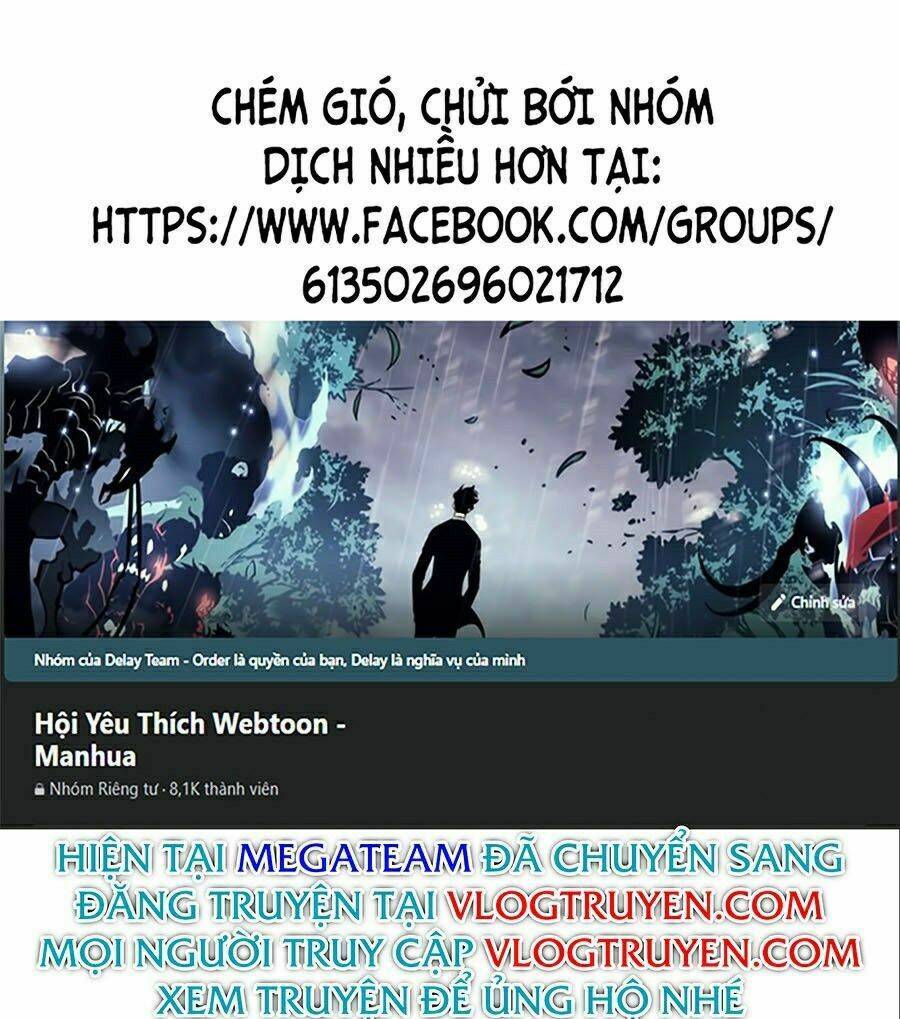 CHÉM GIÓ, CHỬI BỚI NHÓM
DỊCH NHIỀU HƠN TẠI:
HTTPS://WWW.FACEBOOK.COM/GROUPS/
613502696021712
Chỉnh sửa
Nhóm của Delay Team - Order là quyền của bạn, Delay là nghĩa vụ của mình
Hội Yêu Thích Webtoon -
Manhua
Nhóm Riêng tư · 8,1K thành viên
HIỆN TẠI MEGATEAM ĐÃ CHUYỂN SANG
ĐĂNG TRUYỆN TẠI VLOGTRUYEN.COM
MỌI NGƯỜI TRUY CẬP VLOGTRUYEN.COM
XEM TRUYỆN ĐỂ ỦNG HỘ NHÉ